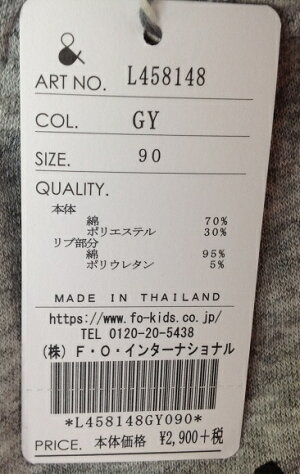 &
ART NO. L458148
COL. GY
SIZE. 90
QUALITY.
本体
綿 70%
ポリエステル 30%
リブ部分
綿 95%
ポリウレタン 5%
MADE IN THAILAND
https://www.fo-kids.co.jp/
TEL 0120-20-5438
(株)F・O・インターナショナル
*L458148GY090*
PRICE. 本体価格 ¥2,900+税